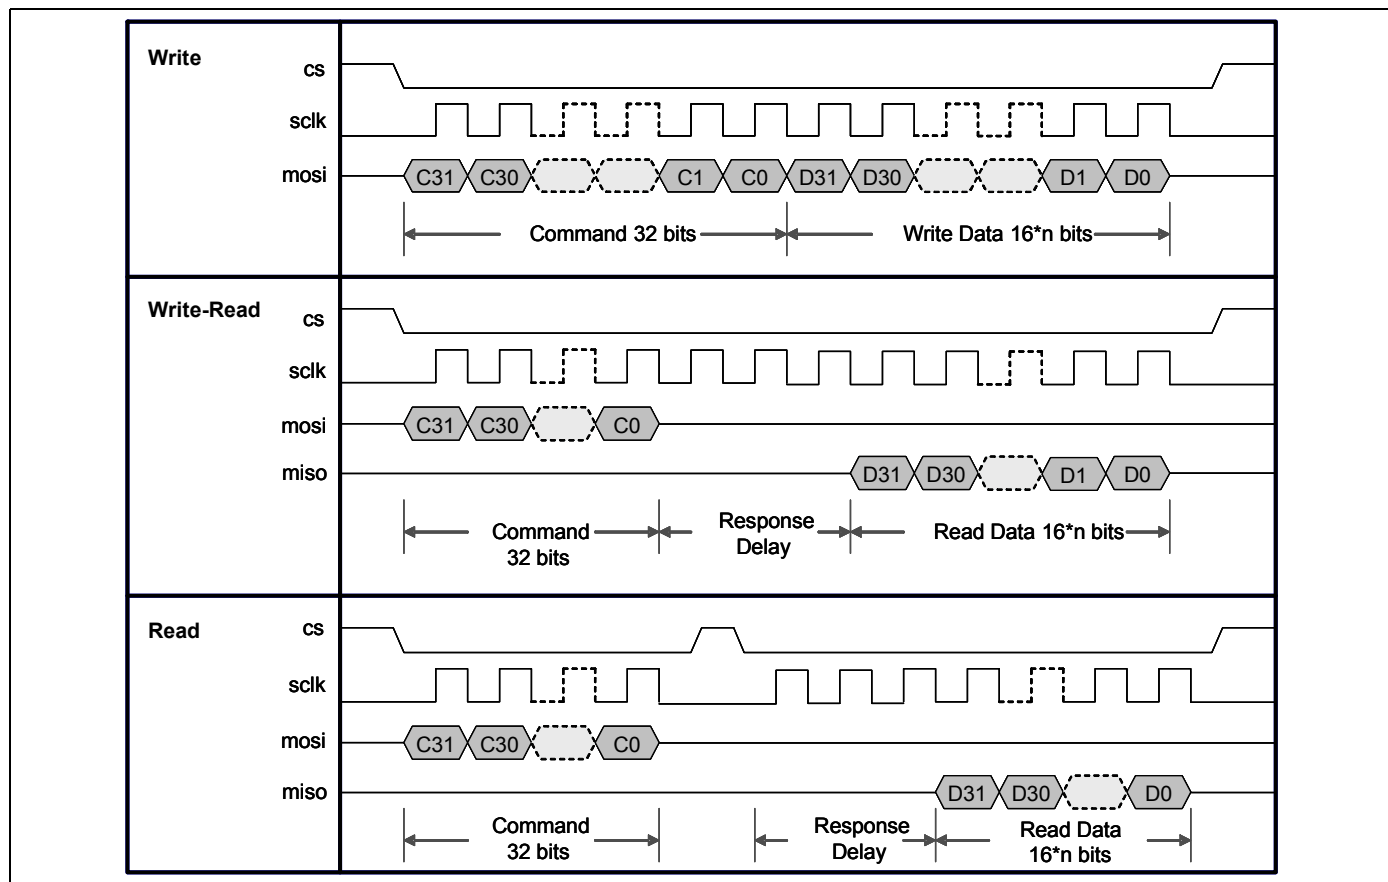 Write
cs
sclk
mosi
C31 C30 C1 C0 D31 D30 D1 D0
Command 32 bits
Write Data 16*n bits
Write-Read
cs
sclk
mosi
C31 C30 C0
miso
D31 D30 D1 D0
Command
32 bits
Response
Delay
Read Data 16*n bits
Read
cs
sclk
mosi
C31 C30 C0
miso
D31 D30 D0
Command
32 bits
Response
Delay
Read Data
16*n bits